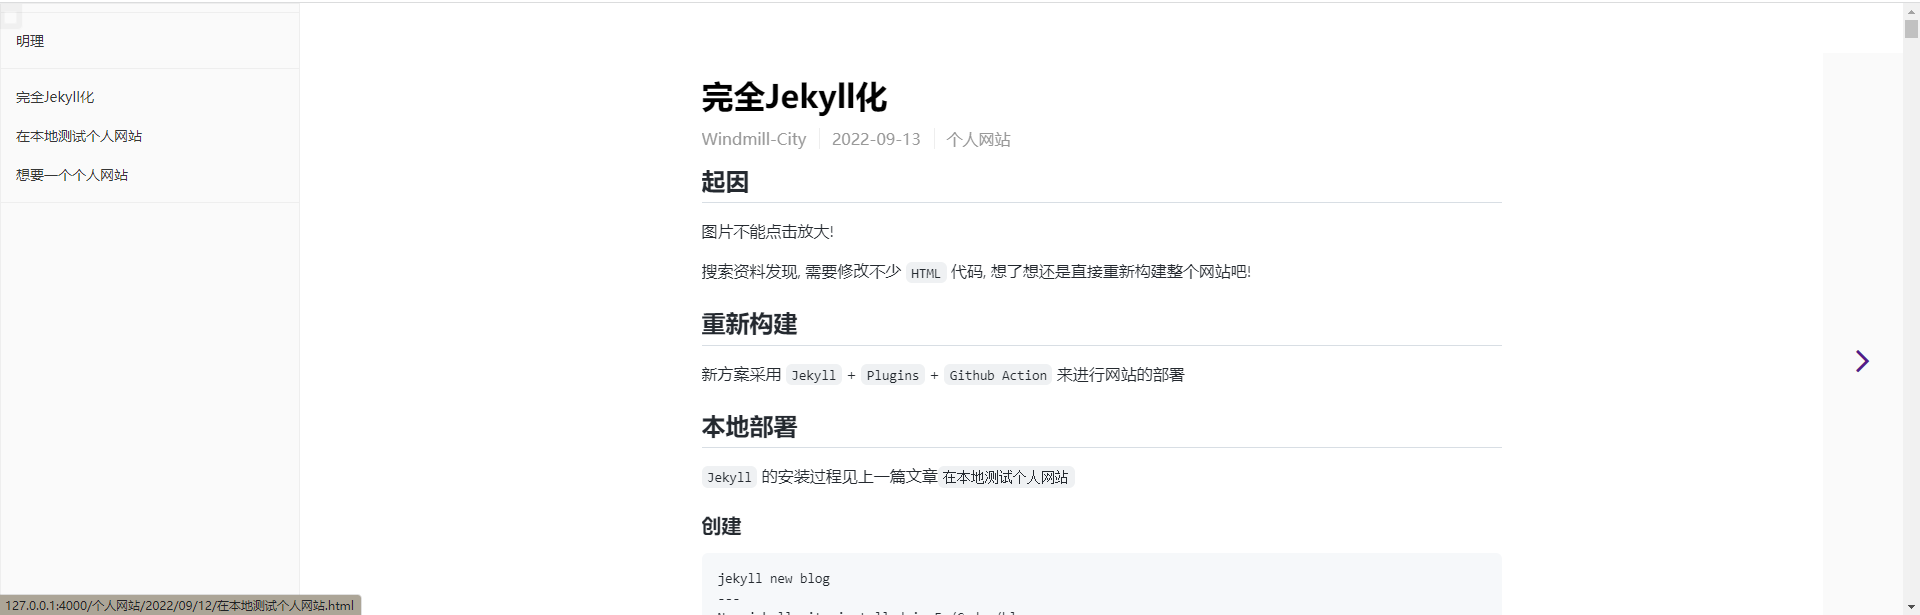 明理
完全Jekyll化
在本地测试个人网站
想要一个个人网站
完全Jekyll化
Windmill-City 2022-09-13 个人网站
起因
图片不能点击放大!
搜索资料发现, 需要修改不少 HTML 代码, 想了想还是直接重新构建整个网站吧!
重新构建
新方案采用 Jekyll + Plugins + Github Action 来进行网站的部署
本地部署
Jekyll 的安装过程见上一篇文章 在本地测试个人网站
创建
jekyll new blog
---
127.0.0.1:4000/个人网站/2022/09/12/在本地测试个人网站.html